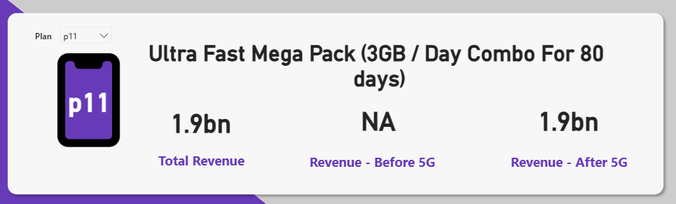 Plan p11
Ultra Fast Mega Pack (3GB / Day Combo For 80
days)
p11
1.9bn NA 1.9bn
Total Revenue Revenue - Before 5G Revenue - After 5G